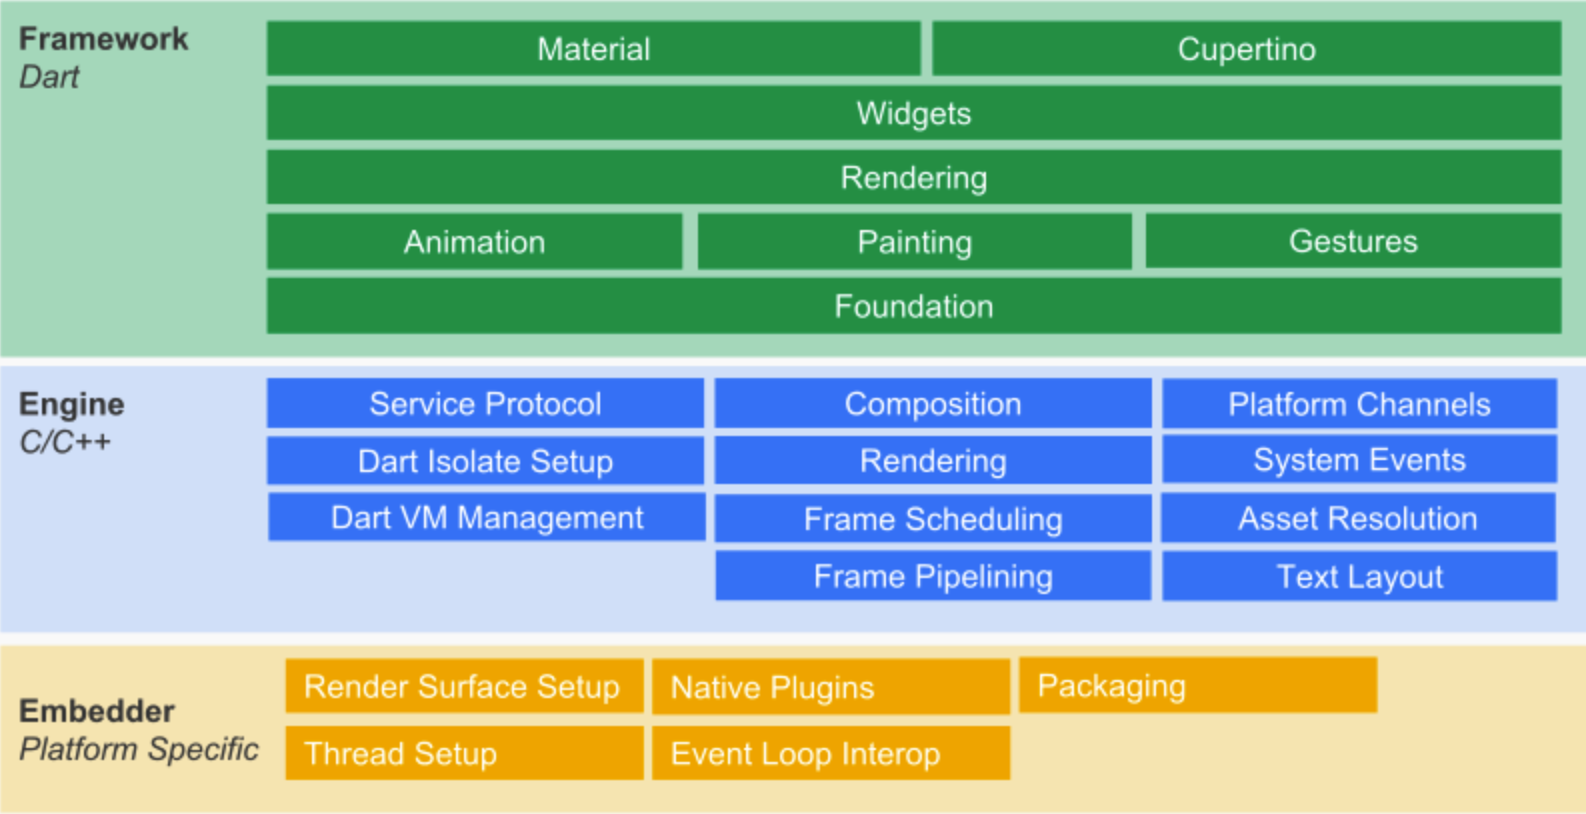 Framework
Dart
Material
Cupertino
Widgets
Rendering
Animation
Painting
Gestures
Foundation
Engine
C/C++
Service Protocol
Composition
Platform Channels
Dart Isolate Setup
Rendering
System Events
Dart VM Management
Frame Scheduling
Asset Resolution
Frame Pipelining
Text Layout
Embedder
Platform Specific
Render Surface Setup
Native Plugins
Packaging
Thread Setup
Event Loop Interop